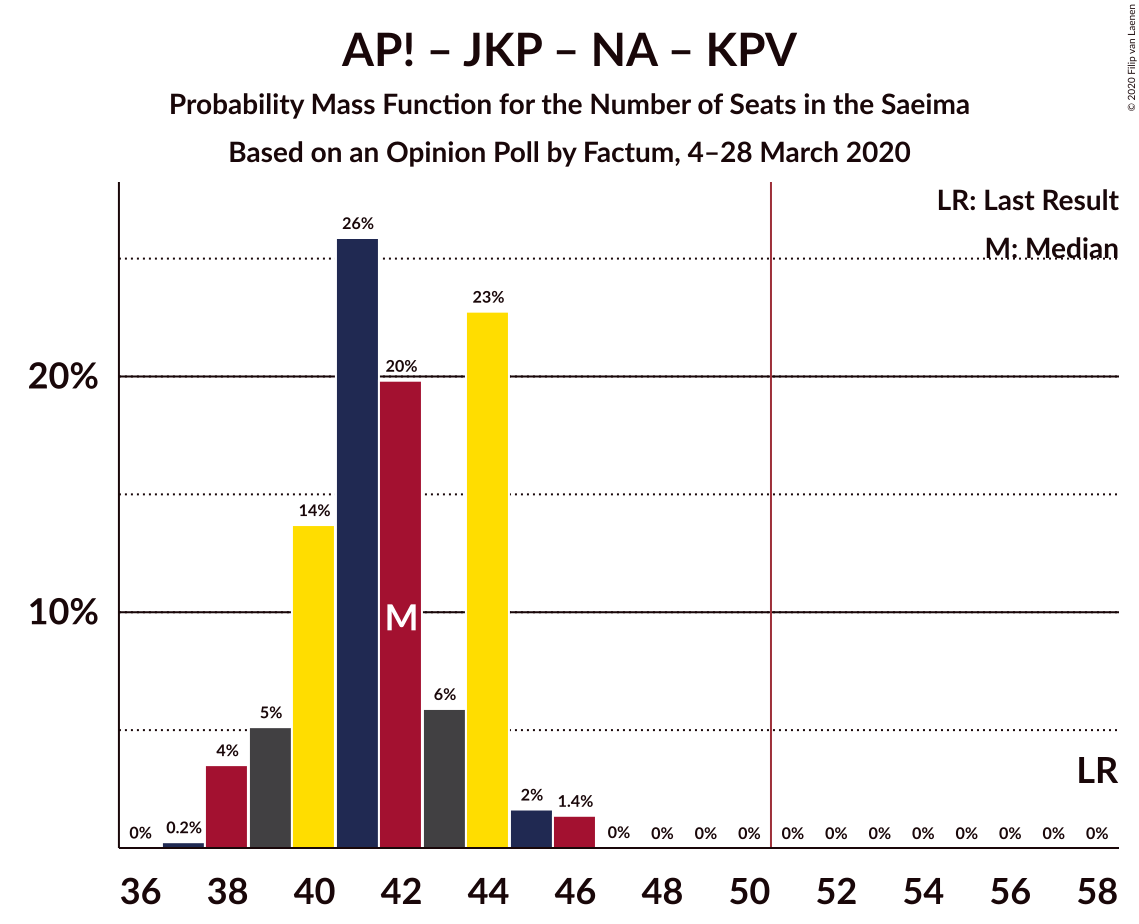 AP! – JKP – NA – KPV
Probability Mass Function for the Number of Seats in the Saeima
Based on an Opinion Poll by Factum, 4–28 March 2020
© 2020 Filip van Laenen
LR: Last Result
M: Median
26%
23%
20%
20%
14%
10%
M
6%
5%
4%
LR
2%
1.4%
0%
0.2%
0%
0%
0%
0%
0%
0%
0%
0%
0%
0%
0%
0%
36 38 40 42 44 46 48 50 52 54 56 58